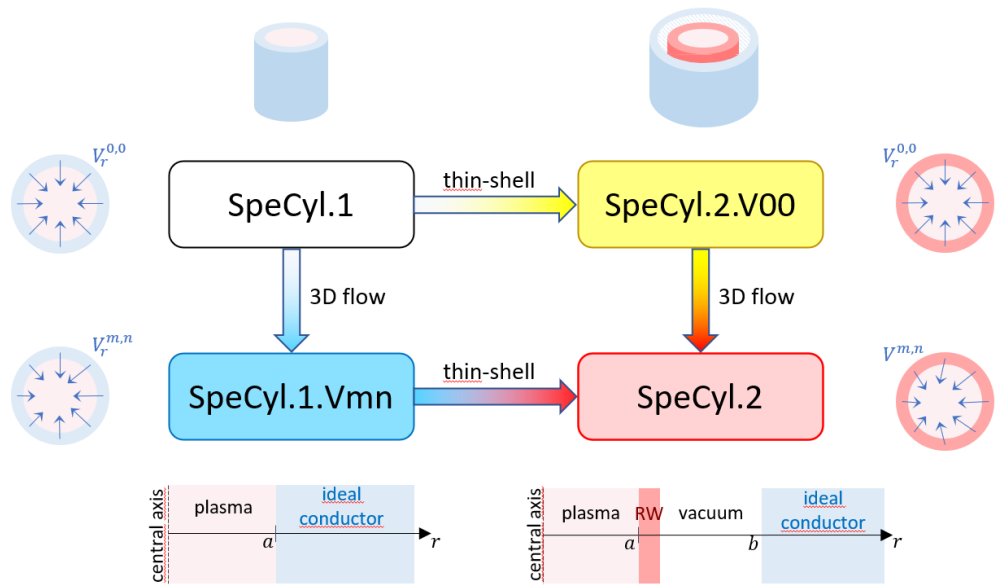 V_r^{0,0}
SpeCyl.1
thin-shell
SpeCyl.2.V00
V_r^{0,0}
3D flow
3D flow
V_r^{m,n}
SpeCyl.1.Vmn
thin-shell
SpeCyl.2
V^{m,n}
central axis
plasma
ideal
conductor
a
r
central axis
plasma
RW
vacuum
ideal
conductor
a
b
r